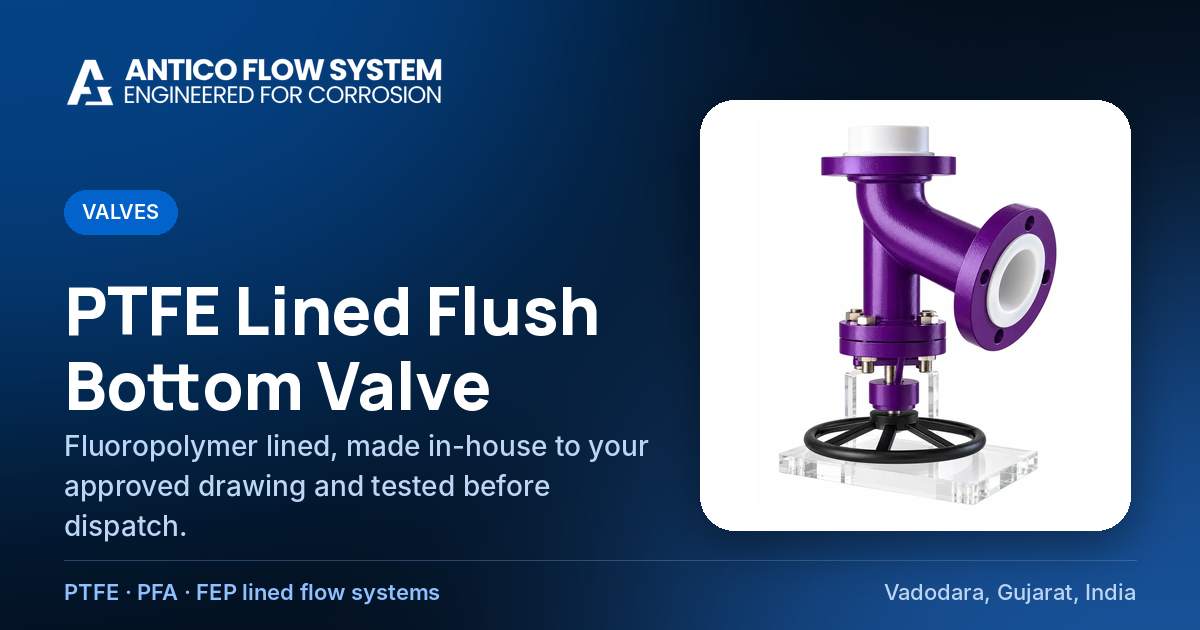 ANTICO FLOW SYSTEM
ENGINEERED FOR CORROSION
VALVES
PTFE Lined Flush
Bottom Valve
Fluoropolymer lined, made in-house to your
approved drawing and tested before
dispatch.
PTFE · PFA · FEP lined flow systems
Vadodara, Gujarat, India